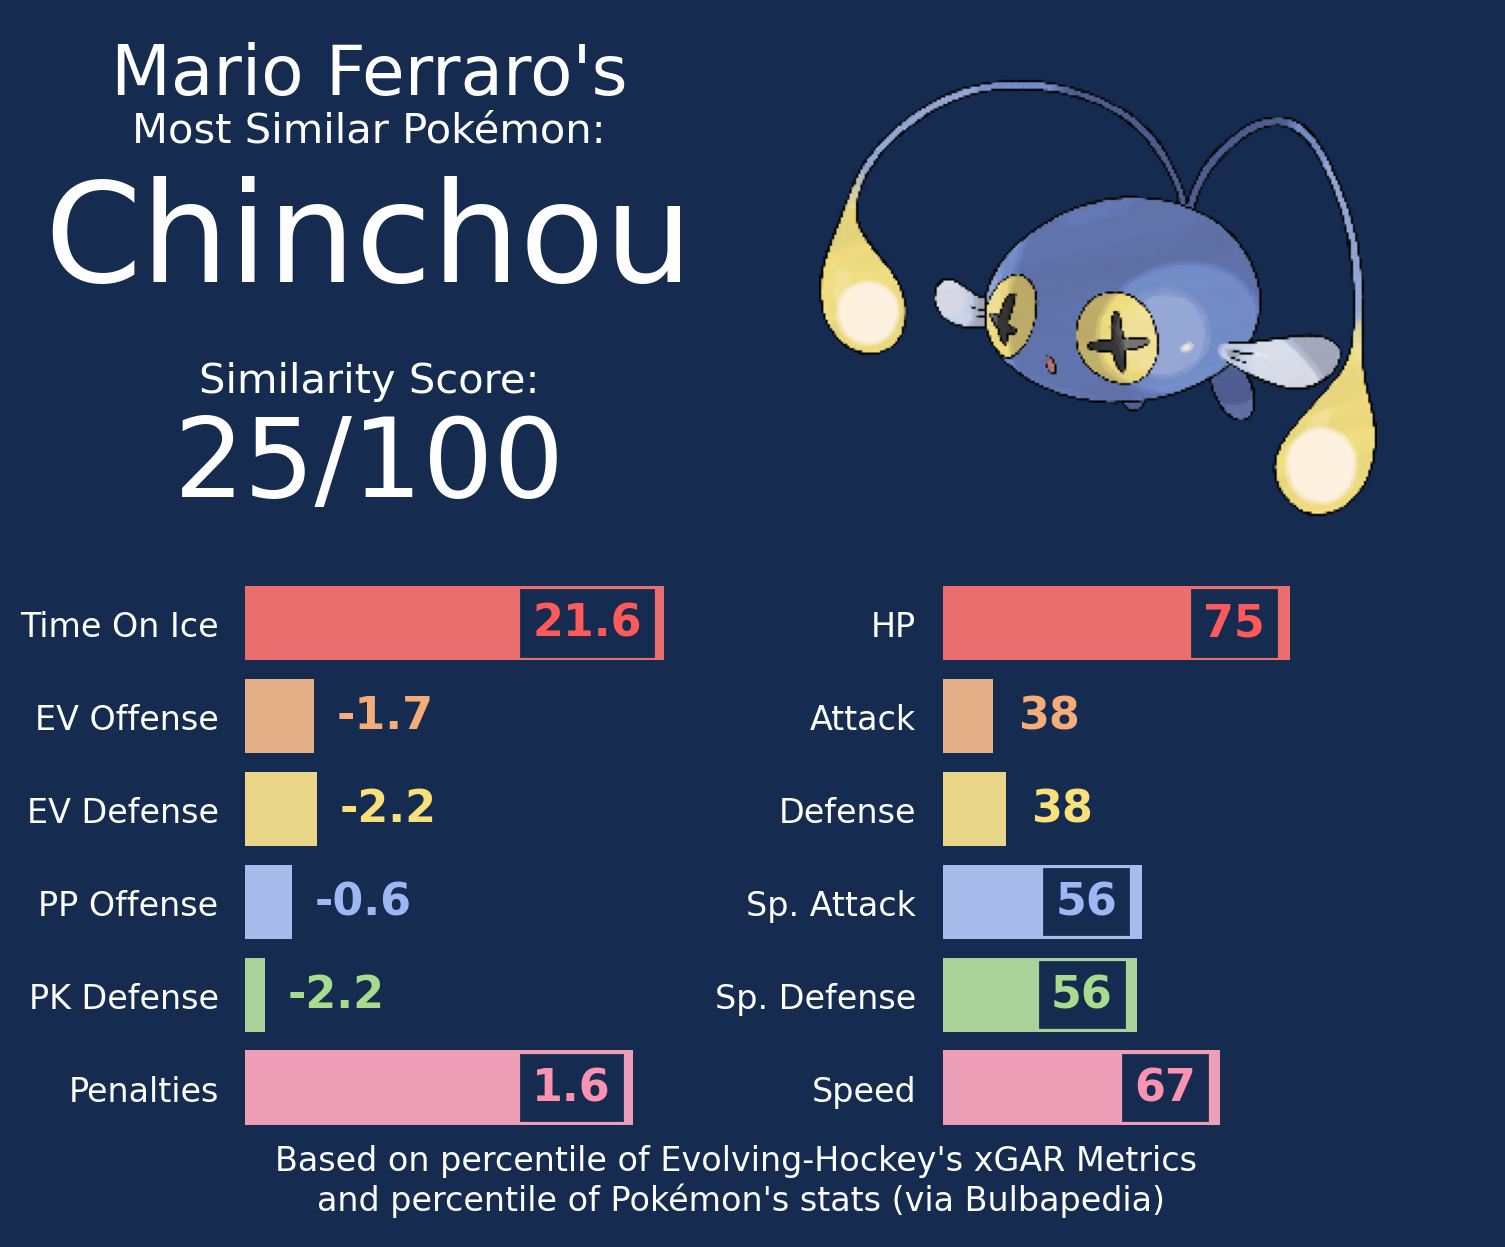 Mario Ferraro's
Most Similar Pokémon:
Chinchou
Similarity Score:
25/100
Time On Ice 21.6
EV Offense -1.7
EV Defense -2.2
PP Offense -0.6
PK Defense -2.2
Penalties 1.6
HP 75
Attack 38
Defense 38
Sp. Attack 56
Sp. Defense 56
Speed 67
Based on percentile of Evolving-Hockey's xGAR Metrics
and percentile of Pokémon's stats (via Bulbapedia)